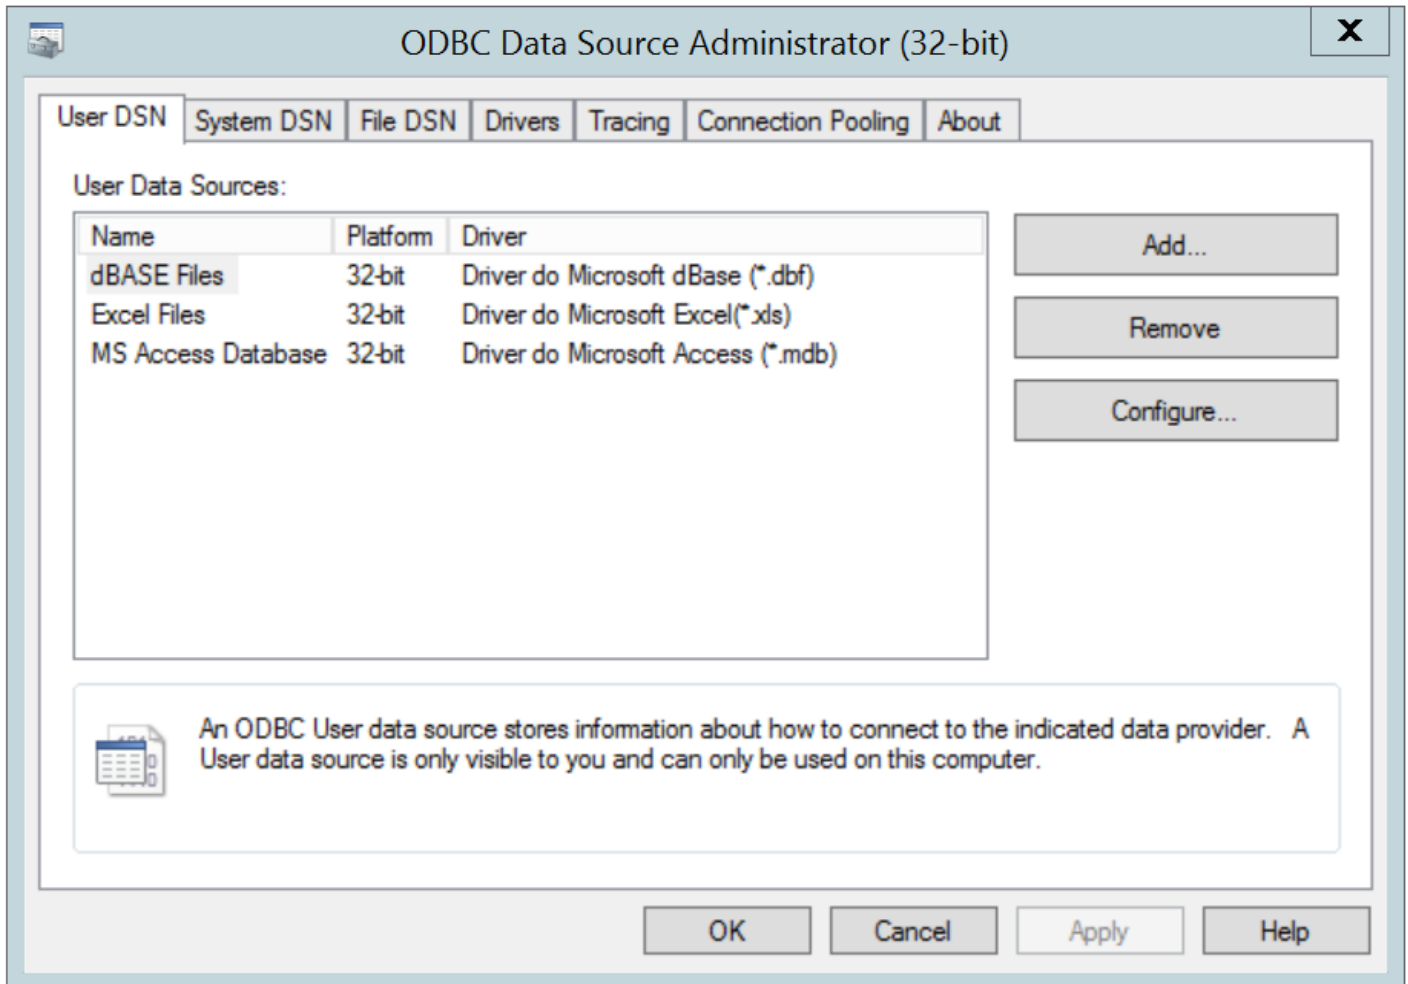 ODBC Data Source Administrator (32-bit)
X
User DSN System DSN File DSN Drivers Tracing Connection Pooling About
User Data Sources:
Name Platform Driver
dBASE Files 32-bit Driver do Microsoft dBase (*.dbf)
Excel Files 32-bit Driver do Microsoft Excel(*.xls)
MS Access Database 32-bit Driver do Microsoft Access (*.mdb)
Add...
Remove
Configure...
An ODBC User data source stores information about how to connect to the indicated data provider. A
User data source is only visible to you and can only be used on this computer.
OK Cancel Apply Help